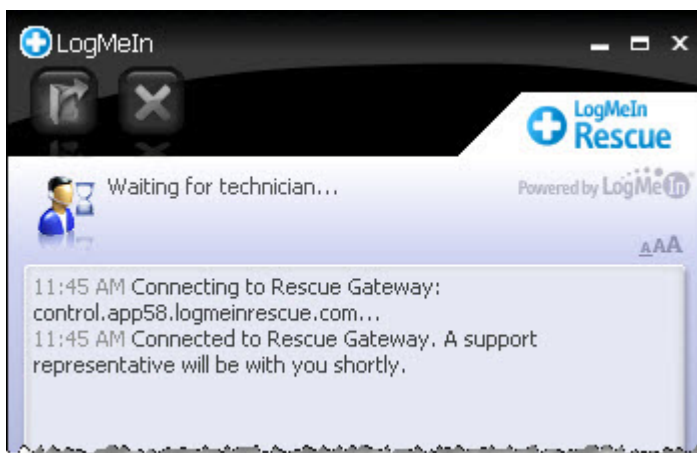 LogMeIn
LogMeIn
Rescue
Waiting for technician...
Powered by LogMeIn
AAA
11:45 AM Connecting to Rescue Gateway:
control.app58.logmeinrescue.com...
11:45 AM Connected to Rescue Gateway. A support
representative will be with you shortly.